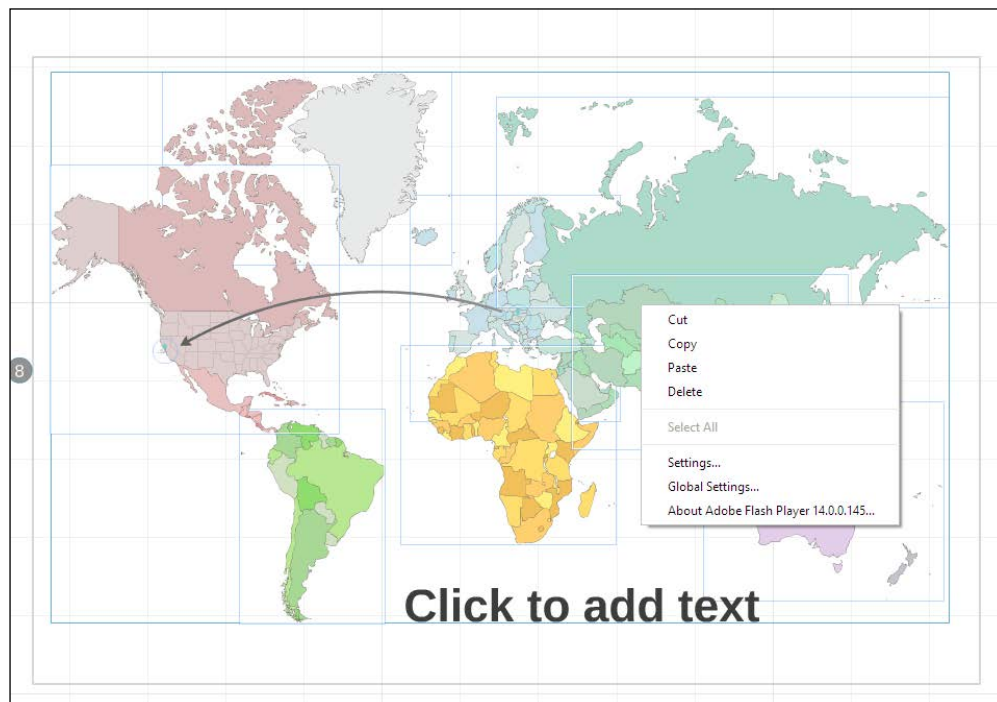 Cut
Copy
Paste
Delete
Select All
Settings...
Global Settings...
About Adobe Flash Player 14.0.0.145...
8
Click to add text